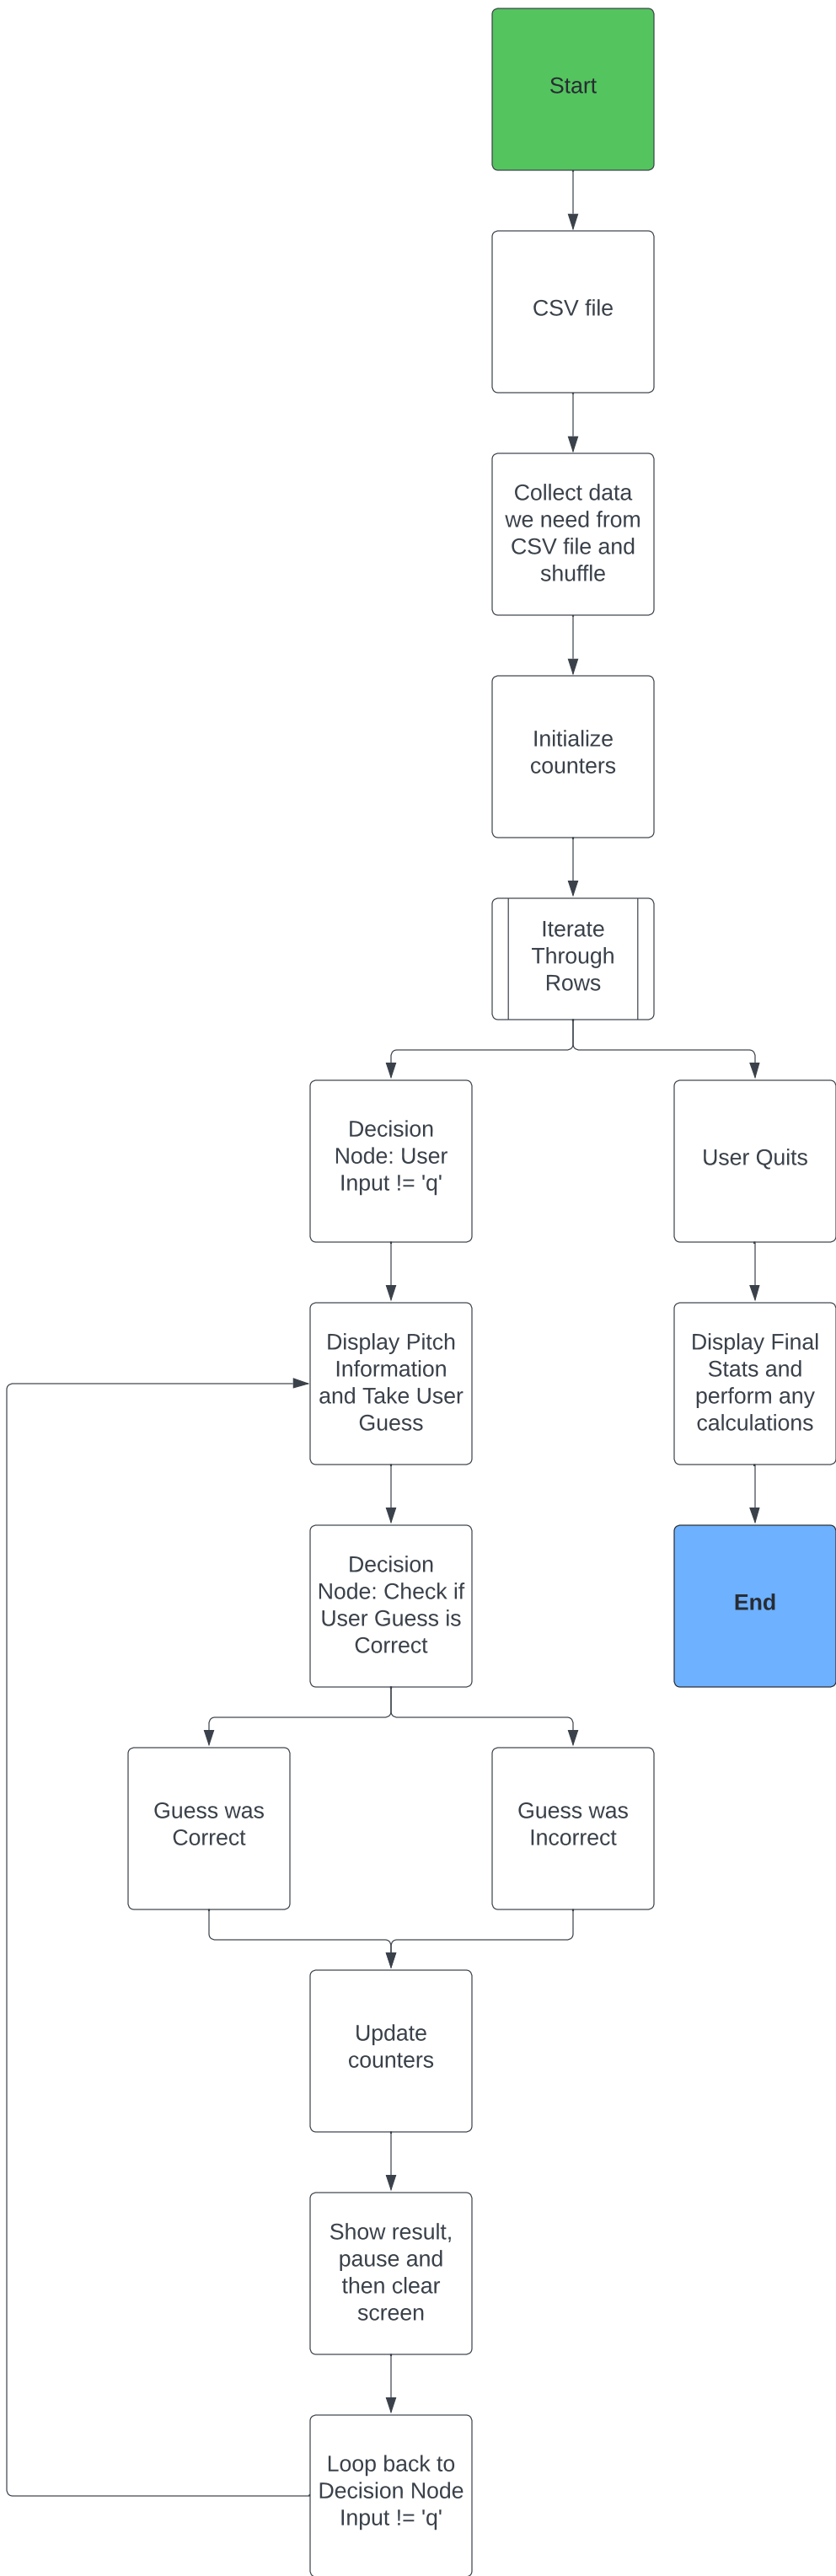 Start
CSV file
Collect data
we need from
CSV file and
shuffle
Initialize
counters
Iterate
Through
Rows
Decision
Node: User
Input != 'q'
User Quits
Display Pitch
Information
and Take User
Guess
Display Final
Stats and
perform any
calculations
Decision
Node: Check if
User Guess is
Correct
End
Guess was
Correct
Guess was
Incorrect
Update
counters
Show result,
pause and
then clear
screen
Loop back to
Decision Node
Input != 'q'